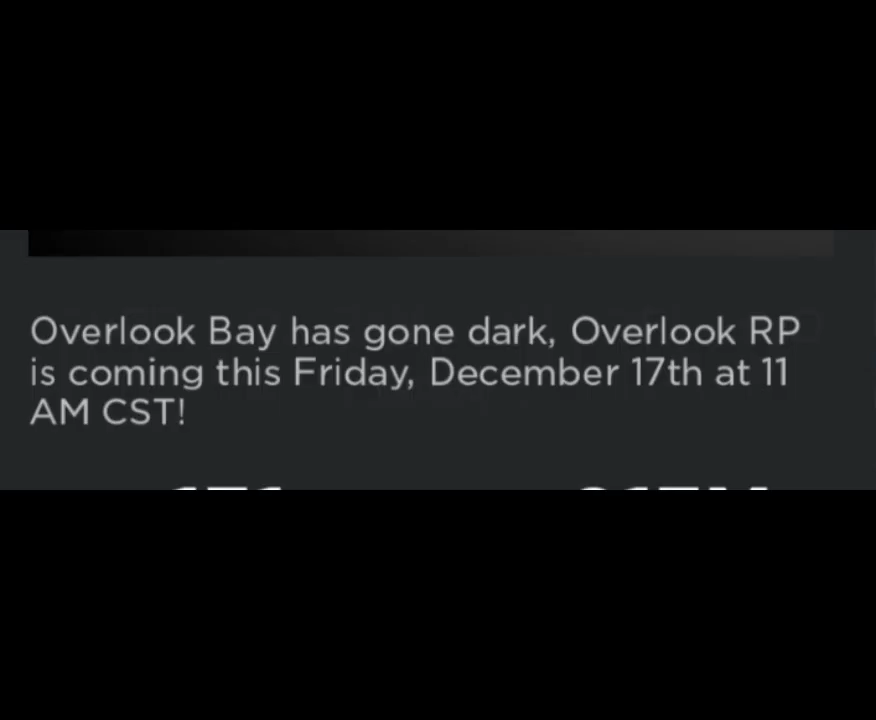 Overlook Bay has gone dark, Overlook RP
is coming this Friday, December 17th at 11
AM CST!